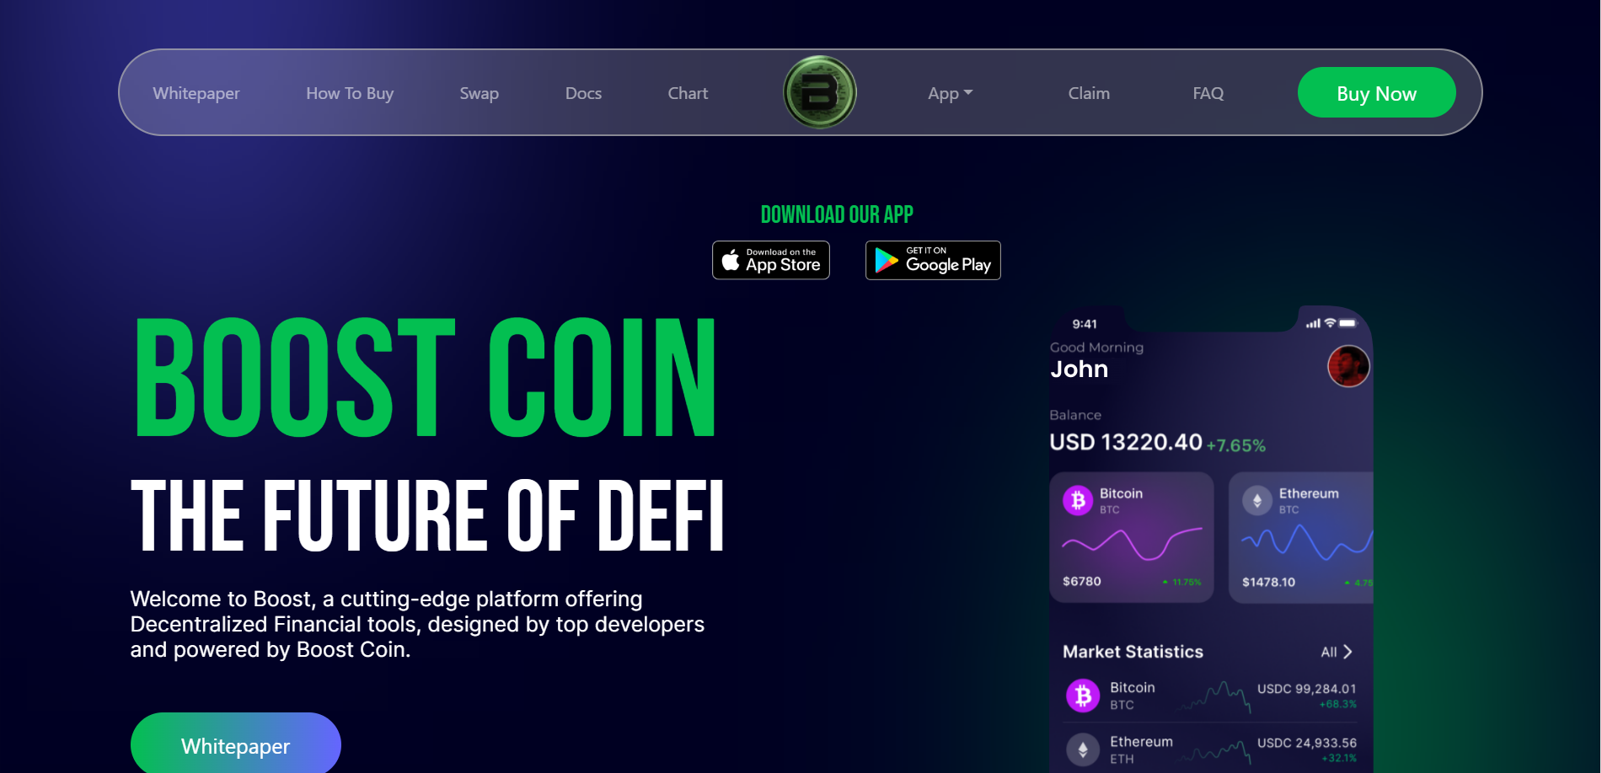 Whitepaper
How To Buy
Swap
Docs
Chart
B
App
Claim
FAQ
Buy Now
DOWNLOAD OUR APP
Download on the
App Store
GET IT ON
Google Play
BOOST COIN
THE FUTURE OF DEFI
Welcome to Boost, a cutting-edge platform offering
Decentralized Financial tools, designed by top developers
and powered by Boost Coin.
Whitepaper
9:41
Good Morning
John
Balance
USD 13220.40 +7.65%
Bitcoin
BTC
$6780
11.75%
Ethereum
BTC
$1478.10
4.75
Market Statistics
All
Bitcoin
BTC
USDC 99,284.01
+68.3%
Ethereum
ETH
USDC 24,933.56
+32.1%